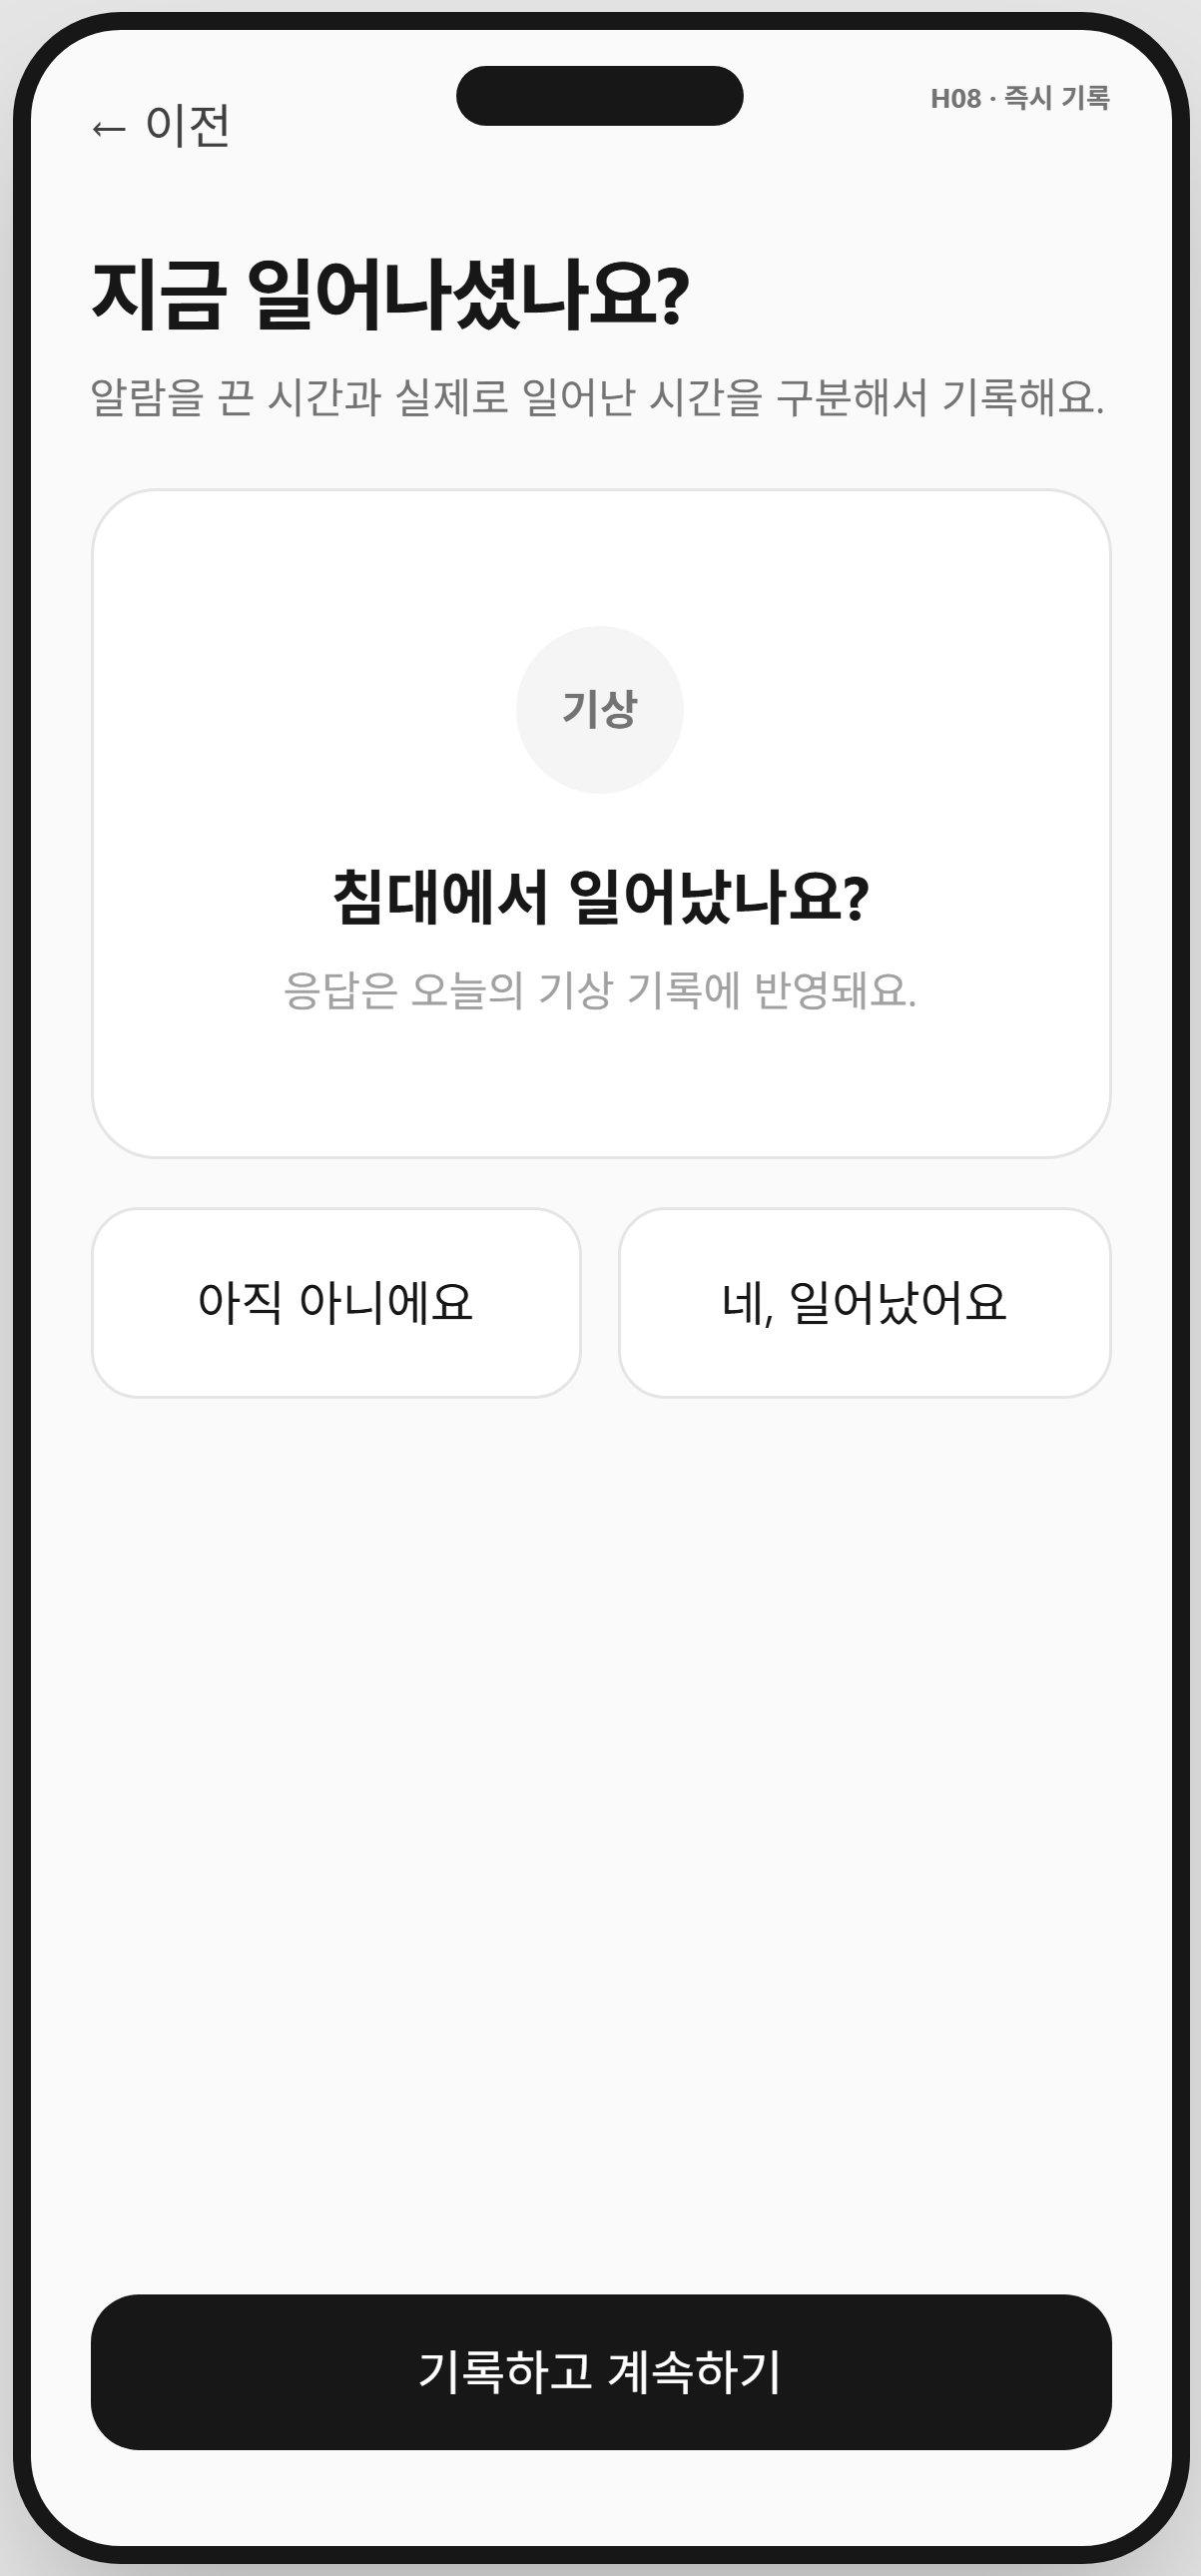 ← 이전
H08 · 즉시 기록
지금 일어나셨나요?
알람을 끈 시간과 실제로 일어난 시간을 구분해서 기록해요.
기상
침대에서 일어났나요?
응답은 오늘의 기상 기록에 반영돼요.
아직 아니에요
네, 일어났어요
기록하고 계속하기